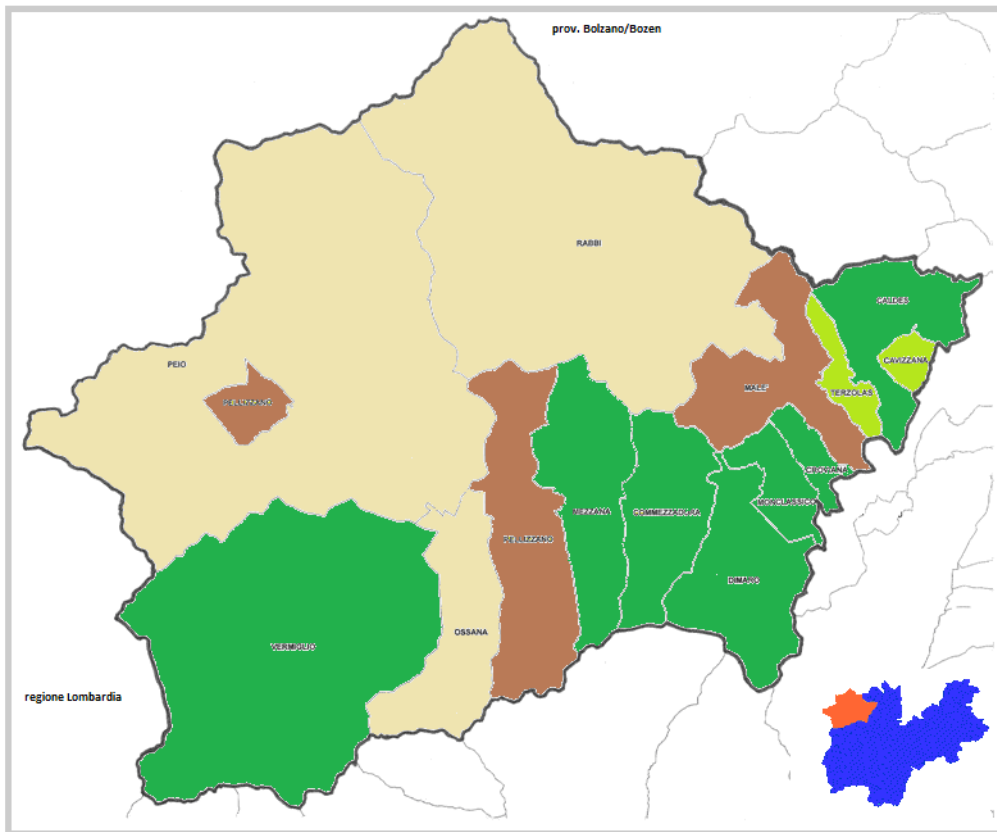 prov. Bolzano/Bozen
RABBI
CALDES
PEIO
CAVIZZANA
MALE'
TERZOLAS
PELLIZZANO
CROVIANA
MONCLASSICO
MEZZANA
COMMEZZADURA
PELLIZZANO
DIMARO
OSSANA
VERMIGLIO
regione Lombardia